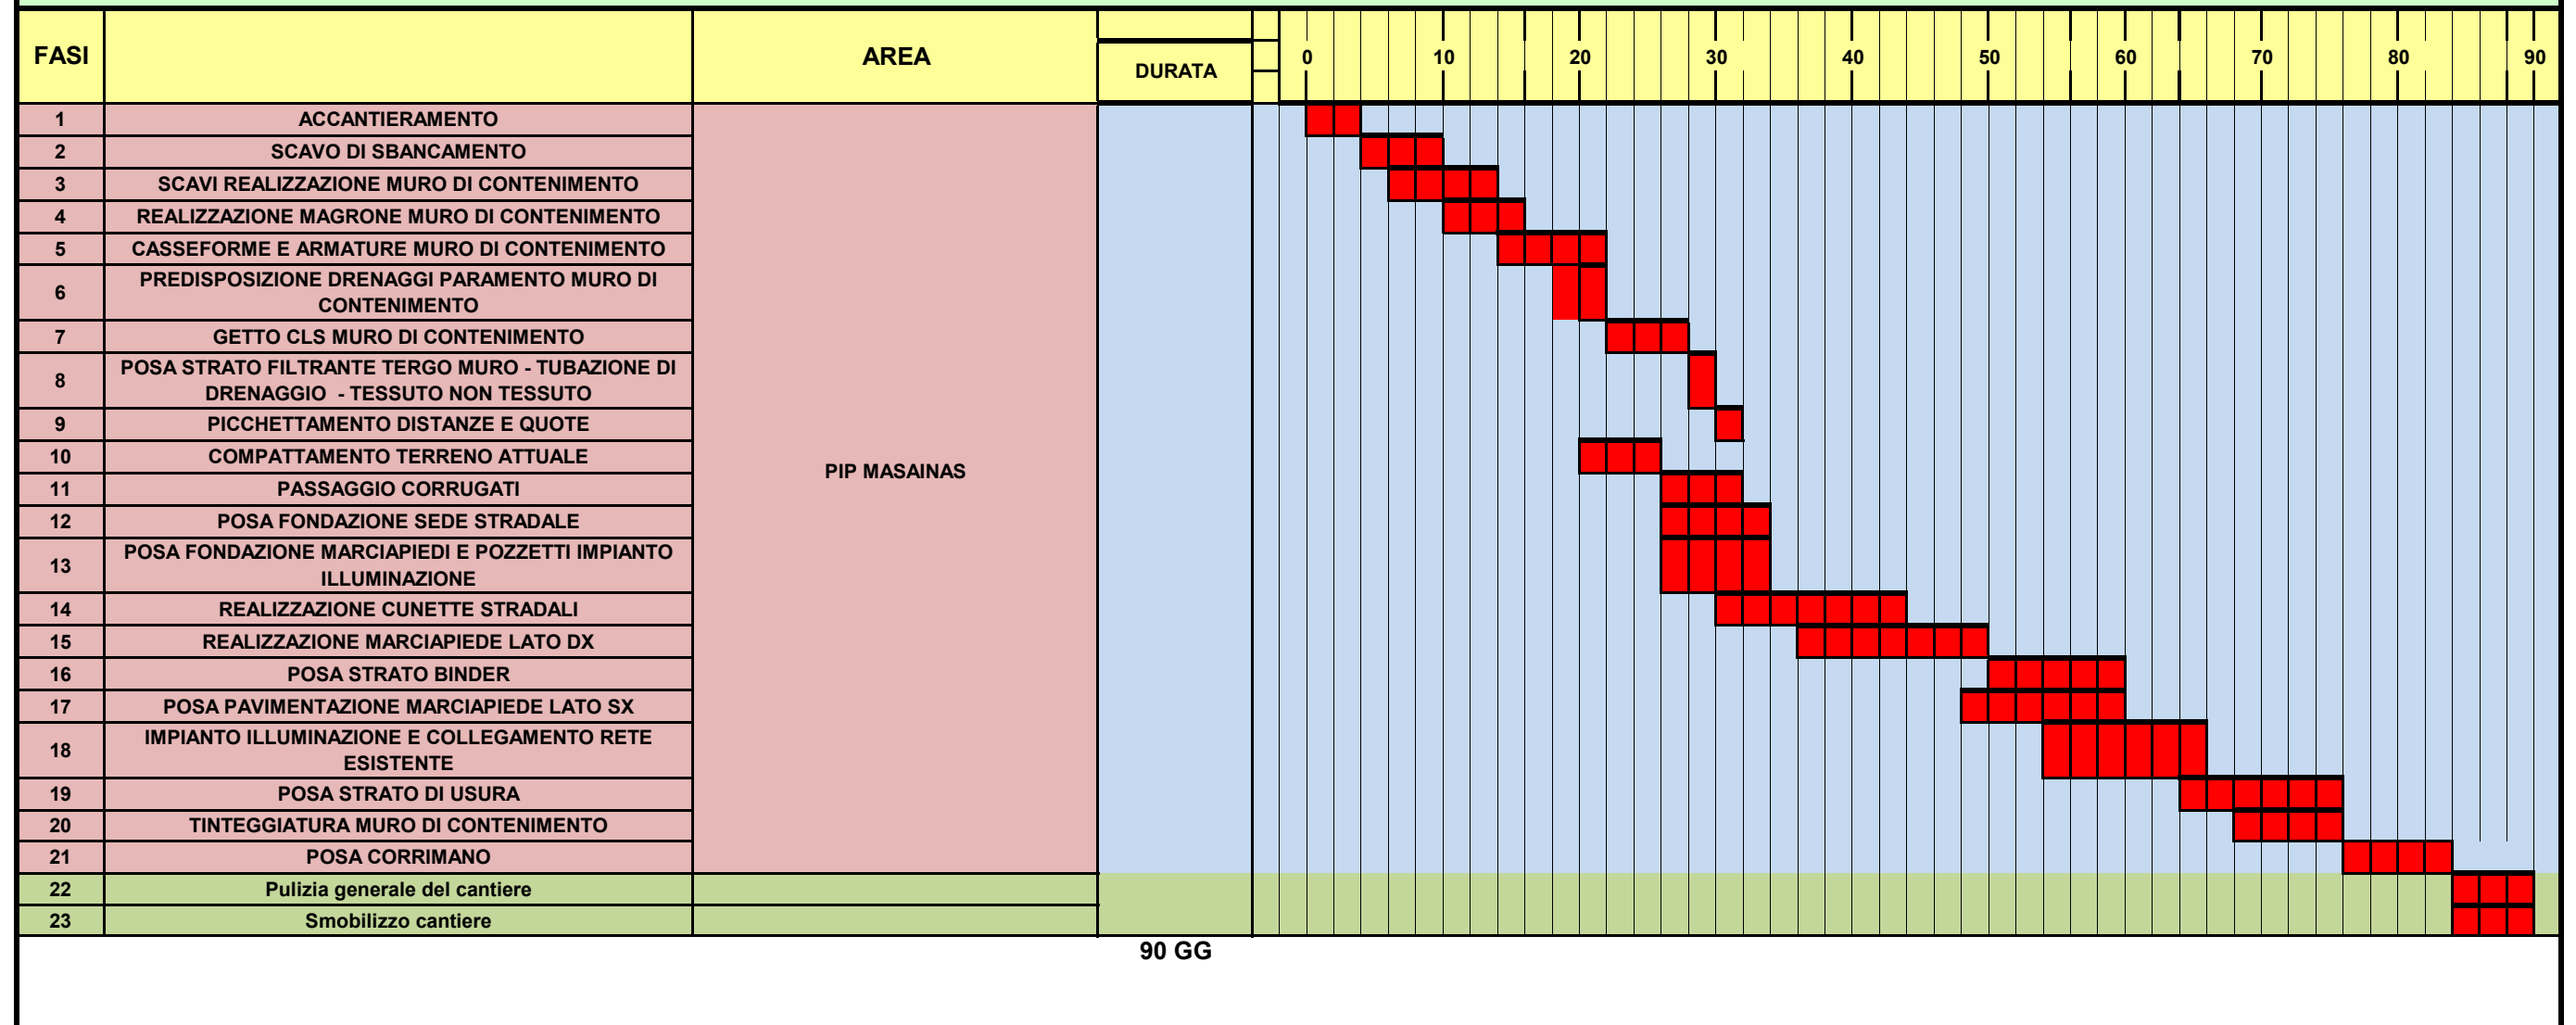 FASI AREA DURATA 0 10 20 30 40 50 60 70 80 90
1 ACCANTIERAMENTO
2 SCAVO DI SBANCAMENTO
3 SCAVI REALIZZAZIONE MURO DI CONTENIMENTO
4 REALIZZAZIONE MAGRONE MURO DI CONTENIMENTO
5 CASSEFORME E ARMATURE MURO DI CONTENIMENTO
6 PREDISPOSIZIONE DRENAGGI PARAMENTO MURO DI
CONTENIMENTO
7 GETTO CLS MURO DI CONTENIMENTO
8 POSA STRATO FILTRANTE TERGO MURO - TUBAZIONE DI
DRENAGGIO - TESSUTO NON TESSUTO
9 PICCHETTAMENTO DISTANZE E QUOTE
10 COMPATTAMENTO TERRENO ATTUALE
PIP MASAINAS
11 PASSAGGIO CORRUGATI
12 POSA FONDAZIONE SEDE STRADALE
13 POSA FONDAZIONE MARCIAPIEDI E POZZETTI IMPIANTO
ILLUMINAZIONE
14 REALIZZAZIONE CUNETTE STRADALI
15 REALIZZAZIONE MARCIAPIEDE LATO DX
16 POSA STRATO BINDER
17 POSA PAVIMENTAZIONE MARCIAPIEDE LATO SX
18 IMPIANTO ILLUMINAZIONE E COLLEGAMENTO RETE
ESISTENTE
19 POSA STRATO DI USURA
20 TINTEGGIATURA MURO DI CONTENIMENTO
21 POSA CORRIMANO
22 Pulizia generale del cantiere
23 Smobilizzo cantiere
90 GG